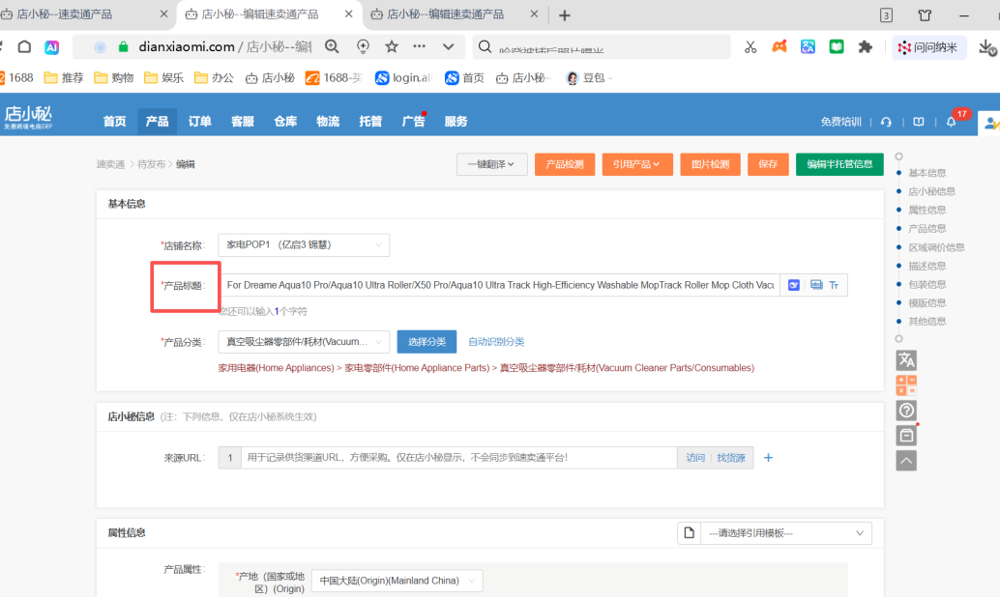 店小秘--速卖通产品
店小秘--编辑速卖通产品
店小秘--编辑速卖通产品
3
AI
dianxiaomi.com / 店小秘--编辑
问问纳米
1688
推荐
购物
娱乐
办公
店小秘
1688-买
login.al
首页
店小秘--
豆包 -
店小秘
免费跨境电商ERP
首页
产品
订单
客服
仓库
物流
托管
广告
服务
免费培训
17
速卖通 > 待发布 > 编辑
一键翻译
产品检测
引用产品
图片检测
保存
编辑半托管信息
基本信息
*店铺名称:
家电POP1 （亿启3 锦慧）
*产品标题:
For Dreame Aqua10 Pro/Aqua10 Ultra Roller/X50 Pro/Aqua10 Ultra Track High-Efficiency Washable MopTrack Roller Mop Cloth Vacu
您还可以输入1个字符
*产品分类:
真空吸尘器零部件/耗材(Vacuum...
选择分类
自动识别分类
家用电器(Home Appliances) > 家电零部件(Home Appliance Parts) > 真空吸尘器零部件/耗材(Vacuum Cleaner Parts/Consumables)
店小秘信息 (注：下列信息，仅在店小秘系统生效)
来源URL:
1
用于记录供货渠道URL，方便采购。仅在店小秘显示，不会同步到速卖通平台!
访问
找货源
属性信息
---请选择引用模板---
产品属性:
*产地（国家或地
区）(Origin)
中国大陆(Origin)(Mainland China)
基本信息
店小秘信息
属性信息
产品信息
区域调价信息
描述信息
包装信息
模版信息
其他信息